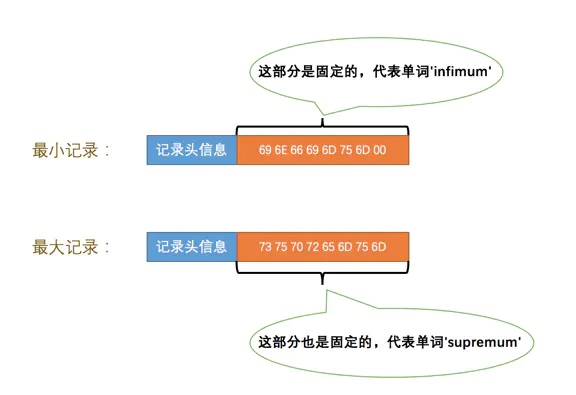 这部分是固定的，代表单词'infimum'
最小记录：
记录头信息
69 6E 66 69 6D 75 6D 00
最大记录：
记录头信息
73 75 70 72 65 6D 75 6D
这部分也是固定的，代表单词'supremum'